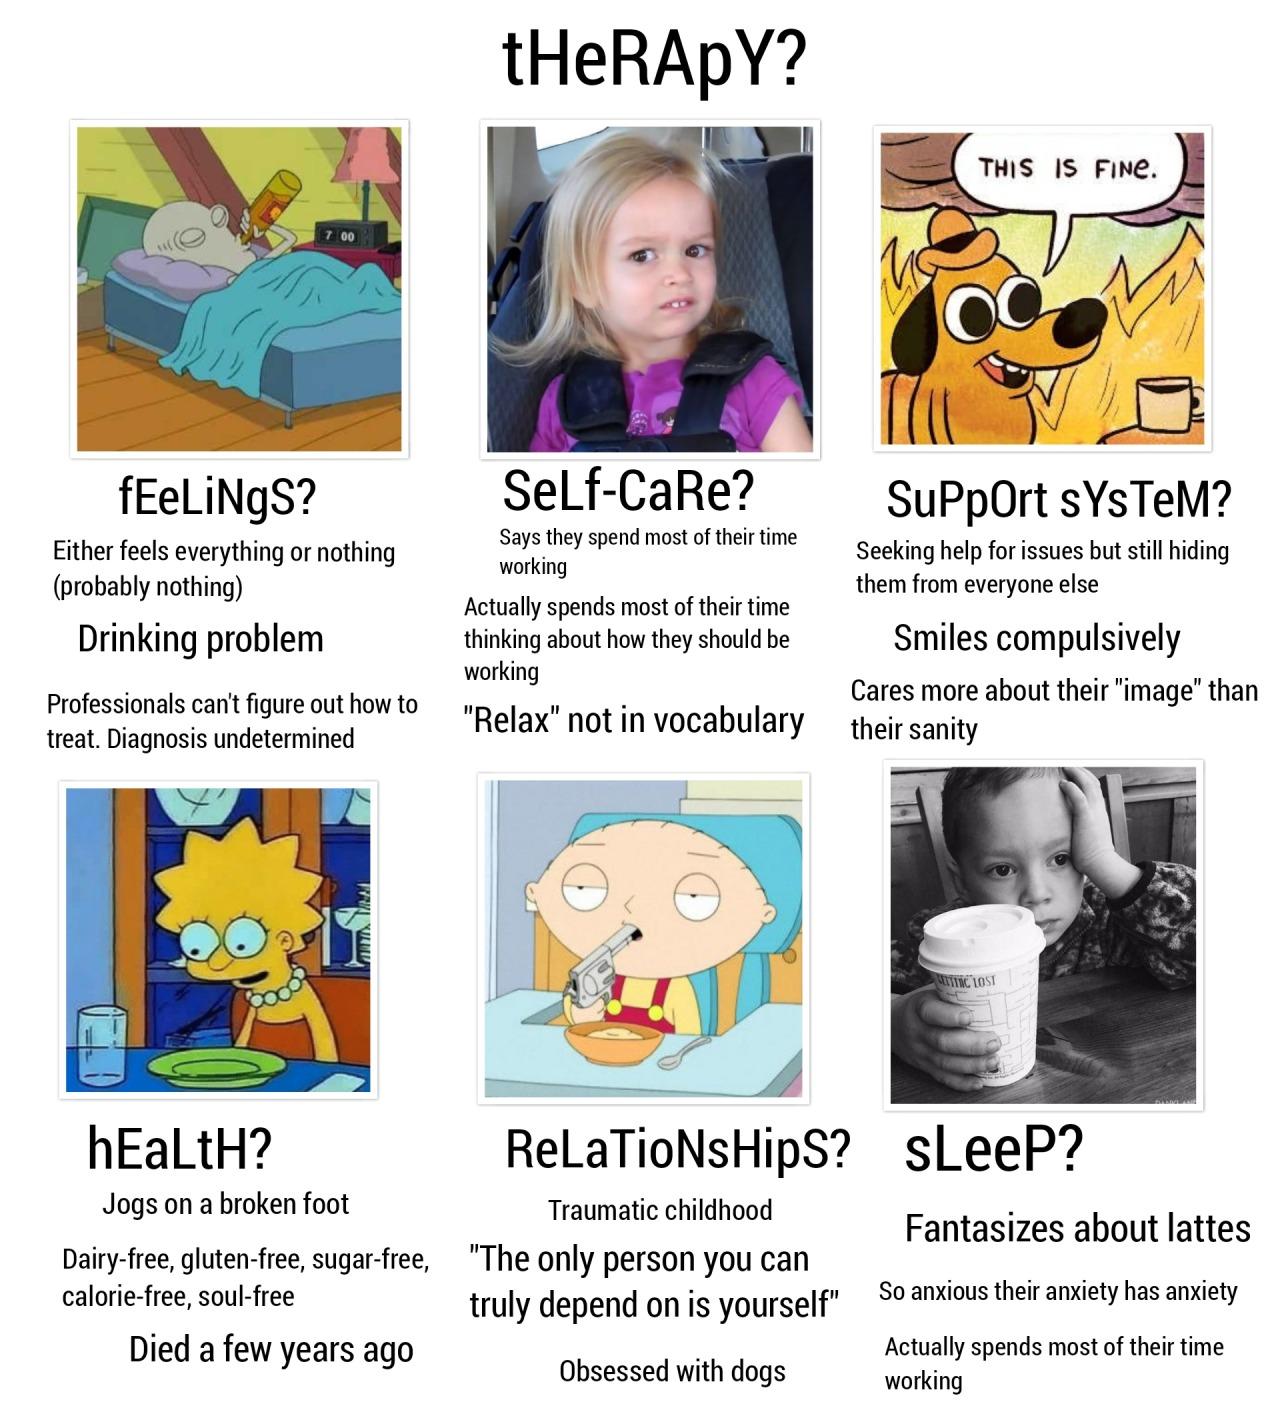 tHeRApY?
7 00
THIS IS FINe.
fEeLiNgS?
Either feels everything or nothing
(probably nothing)
Drinking problem
Professionals can't figure out how to
treat. Diagnosis undetermined
SeLf-CaRe?
Says they spend most of their time
working
Actually spends most of their time
thinking about how they should be
working
"Relax" not in vocabulary
SuPpOrt sYsTeM?
Seeking help for issues but still hiding
them from everyone else
Smiles compulsively
Cares more about their "image" than
their sanity
LOST
hEaLtH?
Jogs on a broken foot
Dairy-free, gluten-free, sugar-free,
calorie-free, soul-free
Died a few years ago
ReLaTioNsHipS?
Traumatic childhood
"The only person you can
truly depend on is yourself"
Obsessed with dogs
sLeeP?
Fantasizes about lattes
So anxious their anxiety has anxiety
Actually spends most of their time
working